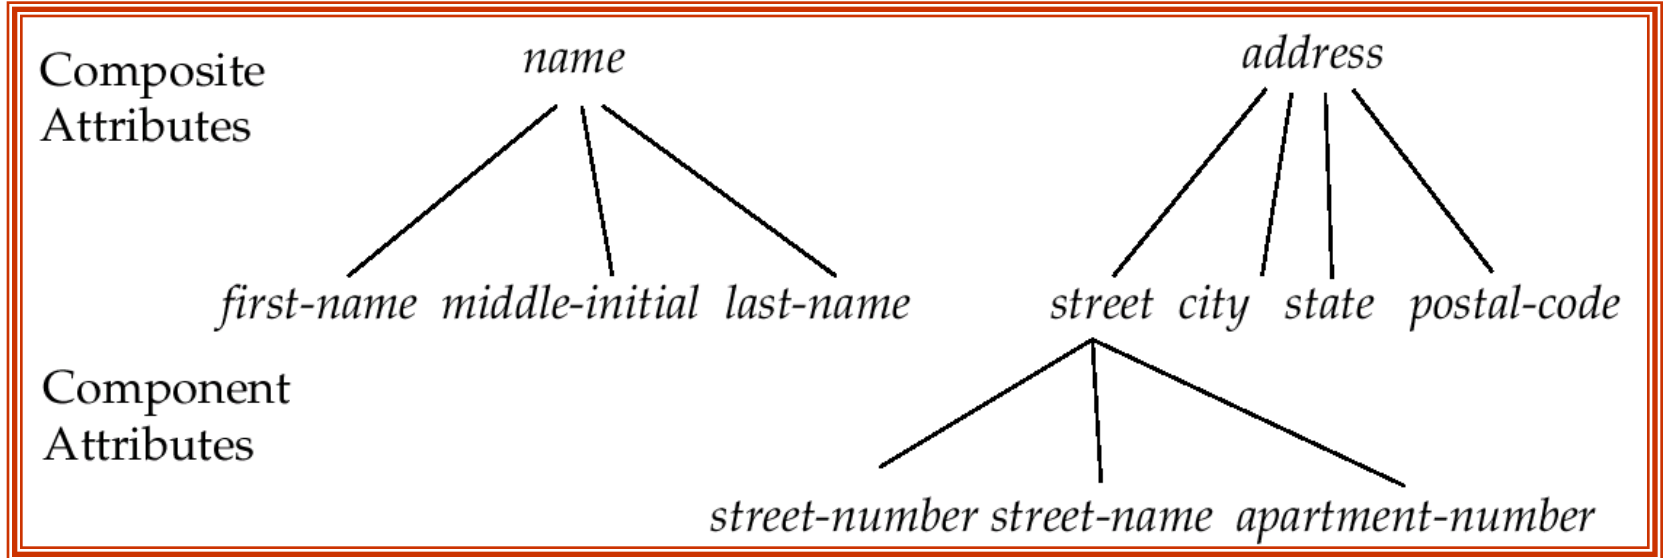 Composite
Attributes
name
address
first-name middle-initial last-name
street city state postal-code
Component
Attributes
street-number street-name apartment-number